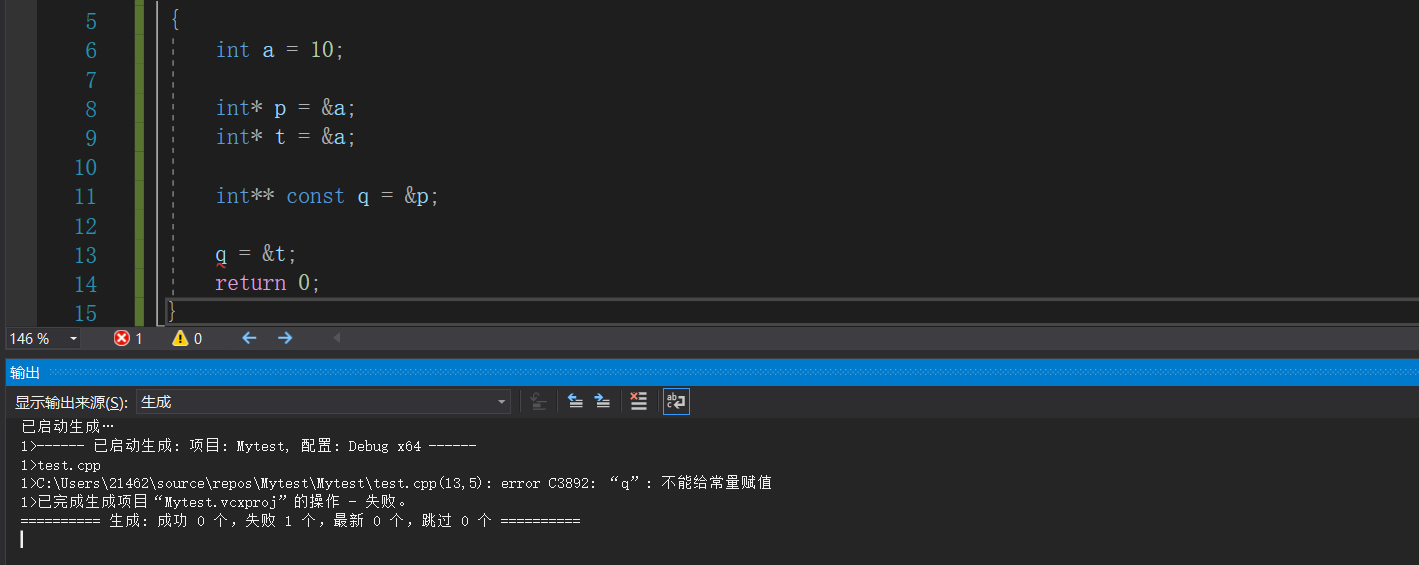 5 {
6 int a = 10;
7
8 int* p = &a;
9 int* t = &a;
10
11 int** const q = &p;
12
13 q = &t;
14 return 0;
15 }
146 % 1 0
输出
显示输出来源(S): 生成
已启动生成…
1>------ 已启动生成: 项目: Mytest, 配置: Debug x64 ------
1>test.cpp
1>C:\Users\21462\source\repos\Mytest\Mytest\test.cpp(13,5): error C3892: “q”: 不能给常量赋值
1>已完成生成项目“Mytest.vcxproj”的操作 - 失败。
========== 生成: 成功 0 个，失败 1 个，最新 0 个，跳过 0 个 ==========